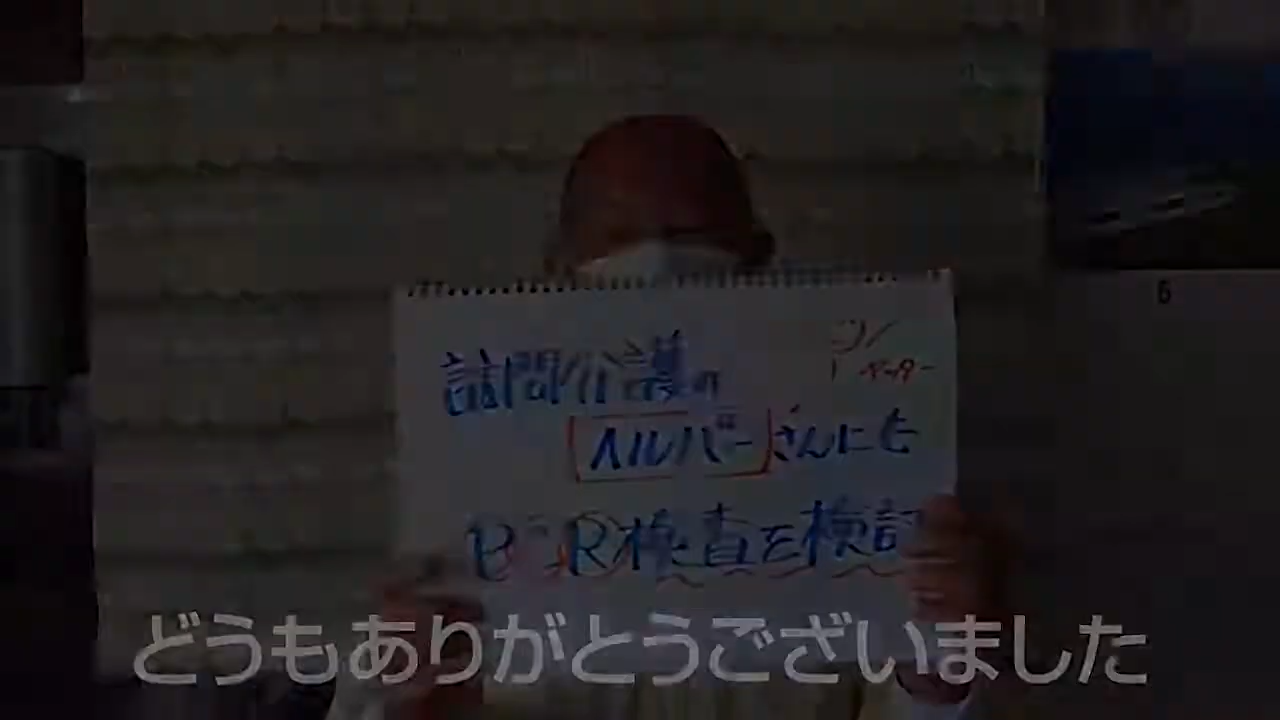 訪問介護の
ヘルパーさんにも
PCR検査を検討
6
どうもありがとうございました